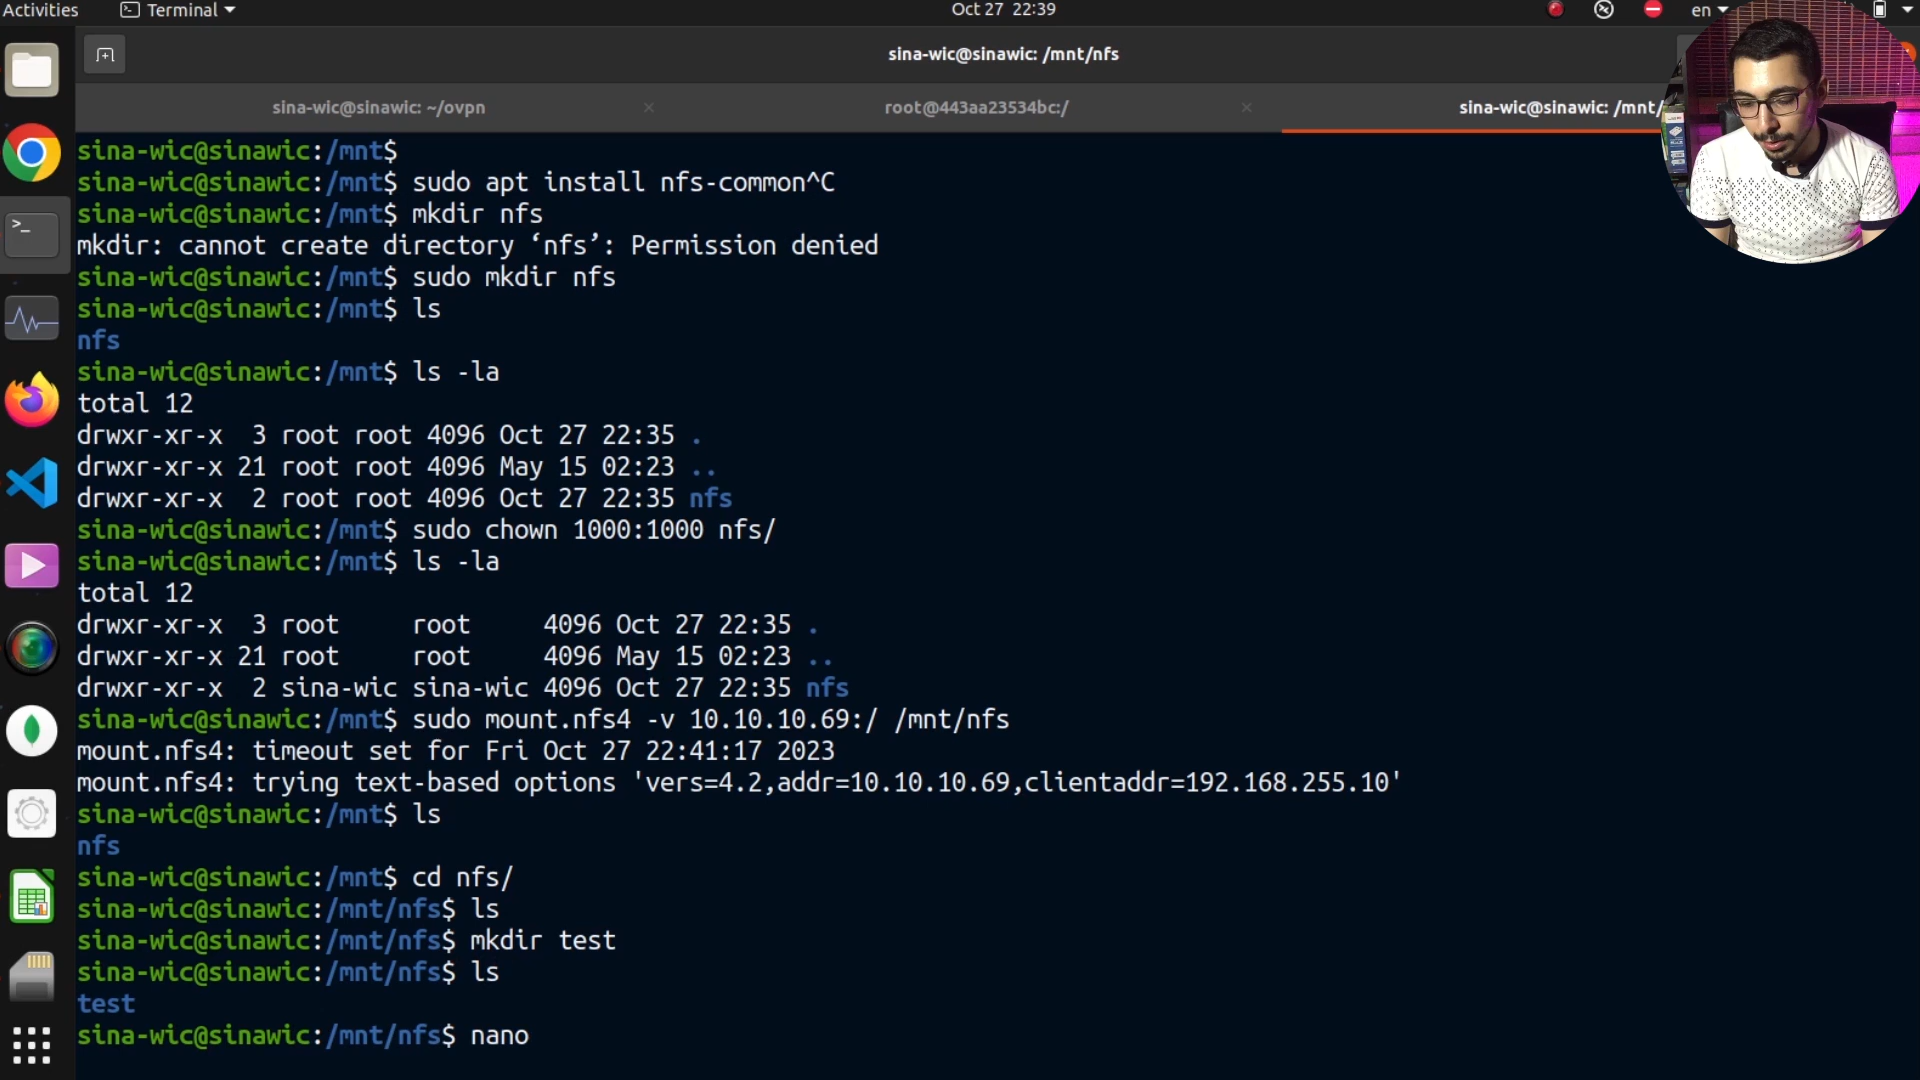 Activities Terminal Oct 27 22:39 en
sina-wic@sinawic: /mnt/nfs
sina-wic@sinawic: ~/ovpn × root@443aa23534bc:/ × sina-wic@sinawic: /mnt/
sina-wic@sinawic:/mnt$
sina-wic@sinawic:/mnt$ sudo apt install nfs-common^C
sina-wic@sinawic:/mnt$ mkdir nfs
mkdir: cannot create directory ‘nfs’: Permission denied
sina-wic@sinawic:/mnt$ sudo mkdir nfs
sina-wic@sinawic:/mnt$ ls
nfs
sina-wic@sinawic:/mnt$ ls -la
total 12
drwxr-xr-x  3 root root 4096 Oct 27 22:35 .
drwxr-xr-x 21 root root 4096 May 15 02:23 ..
drwxr-xr-x  2 root root 4096 Oct 27 22:35 nfs
sina-wic@sinawic:/mnt$ sudo chown 1000:1000 nfs/
sina-wic@sinawic:/mnt$ ls -la
total 12
drwxr-xr-x  3 root     root     4096 Oct 27 22:35 .
drwxr-xr-x 21 root     root     4096 May 15 02:23 ..
drwxr-xr-x  2 sina-wic sina-wic 4096 Oct 27 22:35 nfs
sina-wic@sinawic:/mnt$ sudo mount.nfs4 -v 10.10.10.69:/ /mnt/nfs
mount.nfs4: timeout set for Fri Oct 27 22:41:17 2023
mount.nfs4: trying text-based options 'vers=4.2,addr=10.10.10.69,clientaddr=192.168.255.10'
sina-wic@sinawic:/mnt$ ls
nfs
sina-wic@sinawic:/mnt$ cd nfs/
sina-wic@sinawic:/mnt/nfs$ ls
sina-wic@sinawic:/mnt/nfs$ mkdir test
sina-wic@sinawic:/mnt/nfs$ ls
test
sina-wic@sinawic:/mnt/nfs$ nano